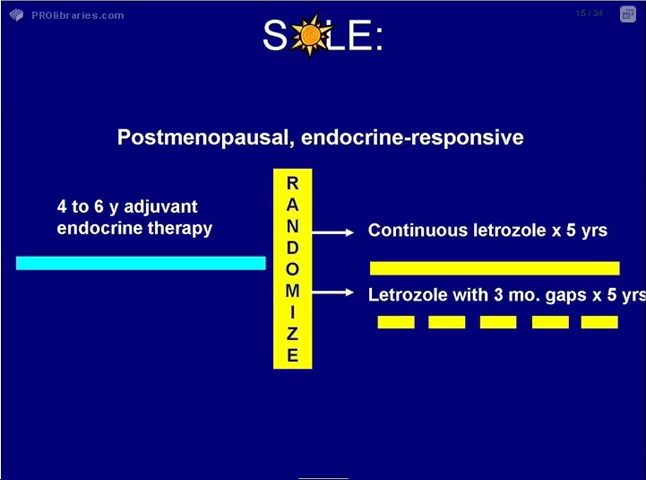 PROlibraries.com
15 / 34
S LE:
Postmenopausal, endocrine-responsive
4 to 6 y adjuvant
endocrine therapy
R
A
N
D
O
M
I
Z
E
Continuous letrozole x 5 yrs
Letrozole with 3 mo. gaps x 5 yrs